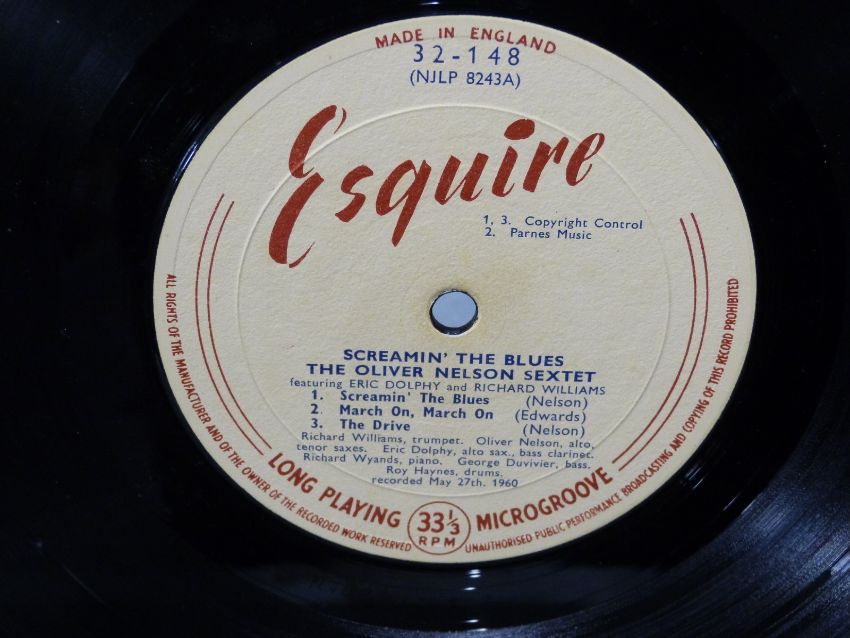 MADE IN ENGLAND
32-148
(NJLP 8243A)
Esquire
1, 3. Copyright Control
2. Parnes Music
SCREAMIN' THE BLUES
THE OLIVER NELSON SEXTET
featuring ERIC DOLPHY and RICHARD WILLIAMS
1. Screamin' The Blues (Nelson)
2. March On, March On (Edwards)
3. The Drive (Nelson)
Richard Williams, trumpet. Oliver Nelson, alto,
tenor saxes. Eric Dolphy, alto sax., bass clarinet.
Richard Wyands, piano. George Duvivier, bass.
Roy Haynes, drums.
recorded May 27th. 1960
LONG PLAYING 33 1/3 RPM MICROGROOVE
ALL RIGHTS OF THE MANUFACTURER AND OF THE OWNER OF THE RECORDED WORK RESERVED
UNAUTHORISED PUBLIC PERFORMANCE BROADCASTING AND COPYING OF THIS RECORD PROHIBITED